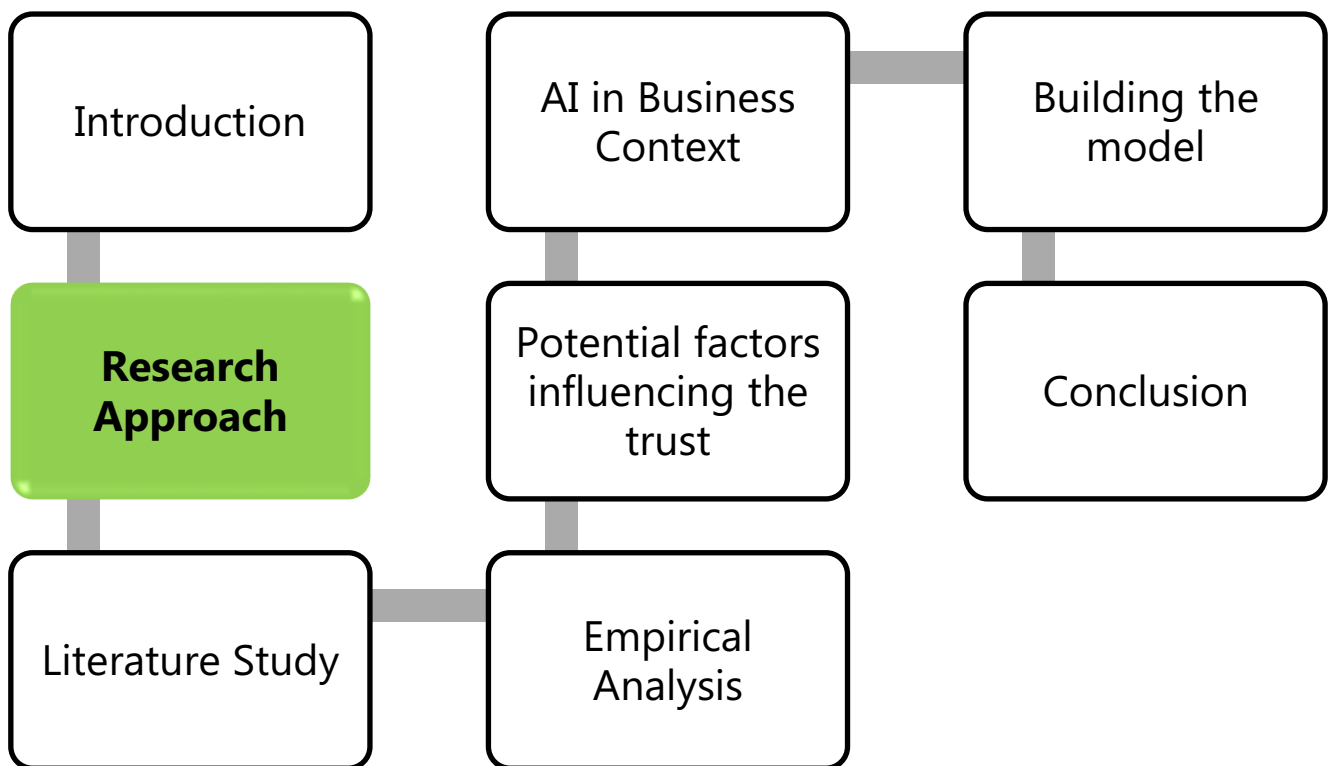 Introduction
Research
Approach
Literature Study
Empirical
Analysis
Potential factors
influencing the
trust
AI in Business
Context
Building the
model
Conclusion